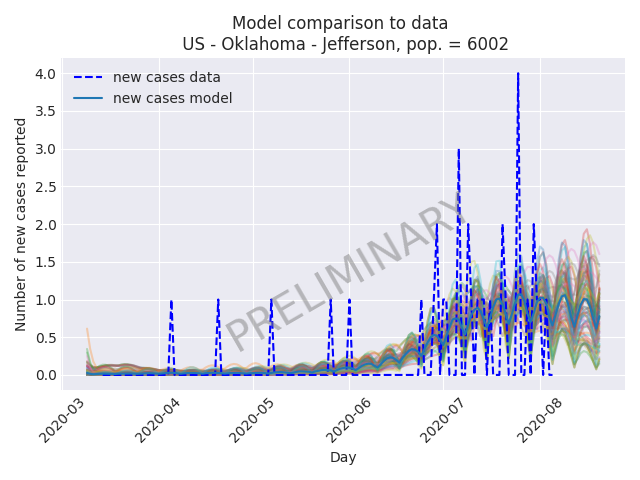 Model comparison to data
US - Oklahoma - Jefferson, pop. = 6002
new cases data
new cases model
PRELIMINARY
Number of new cases reported
4.0
3.5
3.0
2.5
2.0
1.5
1.0
0.5
0.0
2020-03
2020-04
2020-05
2020-06
2020-07
2020-08
Day